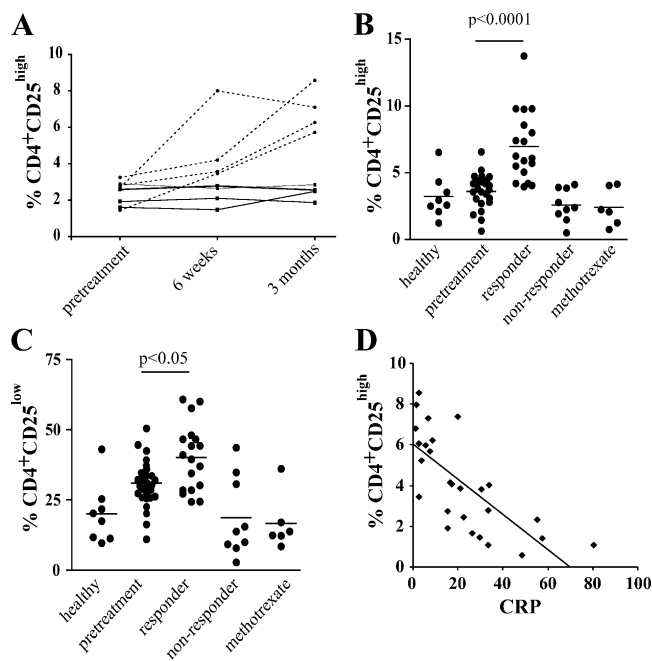 A
% CD4+CD25high
10
8
6
4
2
0
pretreatment
6 weeks
3 months
B
p<0.0001
% CD4+CD25high
15
10
5
0
healthy
pretreatment
responder
non-responder
methotrexate
C
p<0.05
% CD4+CD25low
75
50
25
0
healthy
pretreatment
responder
non-responder
methotrexate
D
% CD4+CD25high
10
8
6
4
2
0
0 20 40 60 80 100
CRP